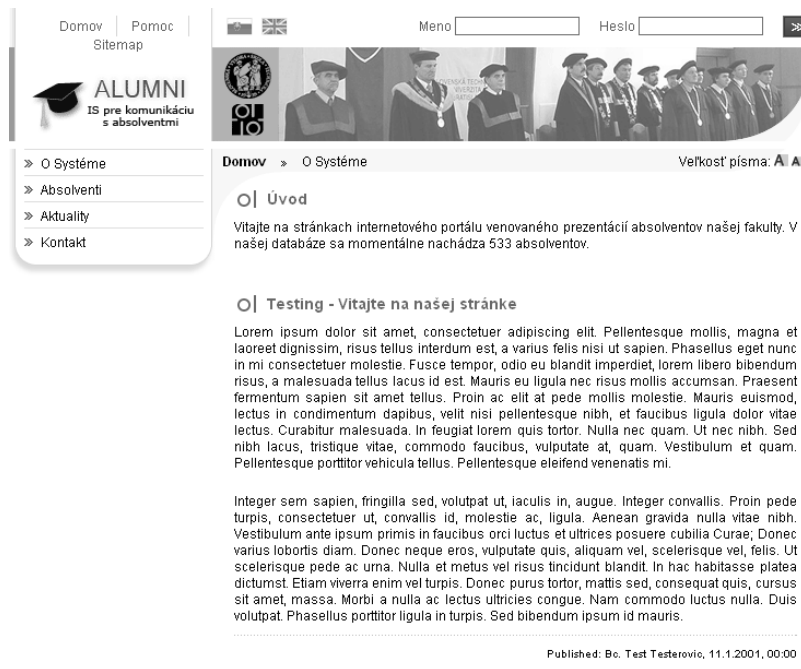 Domov | Pomoc
Sitemap
Meno
Heslo
ALUMNI
IS pre komunikáciu
s absolventmi
» O Systéme
» Absolventi
» Aktuality
» Kontakt
Domov » O Systéme
Veľkosť písma: A A
Úvod
Vitajte na stránkach internetového portálu venovaného prezentácií absolventov našej fakulty. V
našej databáze sa momentálne nachádza 533 absolventov.
Testing - Vitajte na našej stránke
Lorem ipsum dolor sit amet, consectetuer adipiscing elit. Pellentesque mollis, magna et
laoreet dignissim, risus tellus interdum est, a varius felis nisi ut sapien. Phasellus eget nunc
in mi consectetuer molestie. Fusce tempor, odio eu blandit imperdiet, lorem libero bibendum
risus, a malesuada tellus lacus id est. Mauris eu ligula nec risus mollis accumsan. Praesent
fermentum sapien sit amet tellus. Proin ac elit at pede mollis molestie. Mauris euismod,
lectus in condimentum dapibus, velit nisi pellentesque nibh, et faucibus ligula dolor vitae
lectus. Curabitur malesuada. In feugiat lorem quis tortor. Nulla nec quam. Ut nec nibh. Sed
nibh lacus, tristique vitae, commodo faucibus, vulputate at, quam. Vestibulum et quam.
Pellentesque porttitor vehicula tellus. Pellentesque eleifend venenatis mi.
Integer sem sapien, fringilla sed, volutpat ut, iaculis in, augue. Integer convallis. Proin pede
turpis, consectetuer ut, convallis id, molestie ac, ligula. Aenean gravida nulla vitae nibh.
Vestibulum ante ipsum primis in faucibus orci luctus et ultrices posuere cubilia Curae; Donec
varius lobortis diam. Donec neque eros, vulputate quis, aliquam vel, scelerisque vel, felis. Ut
scelerisque pede ac urna. Nulla et metus vel risus tincidunt blandit. In hac habitasse platea
dictumst. Etiam viverra enim vel turpis. Donec purus tortor, mattis sed, consequat quis, cursus
sit amet, massa. Morbi a nulla ac lectus ultricies congue. Nam commodo luctus nulla. Duis
volutpat. Phasellus porttitor ligula in turpis. Sed bibendum ipsum id mauris.
Published: Bc. Test Testerovic, 11.1.2001, 00:00